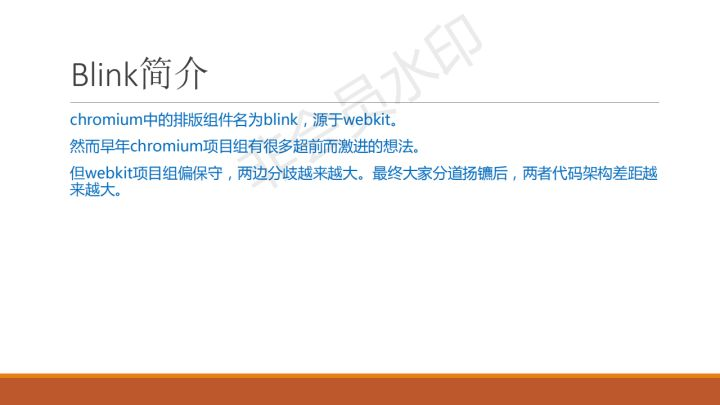 Blink简介
chromium中的排版组件名为blink，源于webkit。
然而早年chromium项目组有很多超前而激进的想法。
但webkit项目组偏保守，两边分歧越来越大。最终大家分道扬镳后，两者代码架构差距越
来越大。
非会员水印